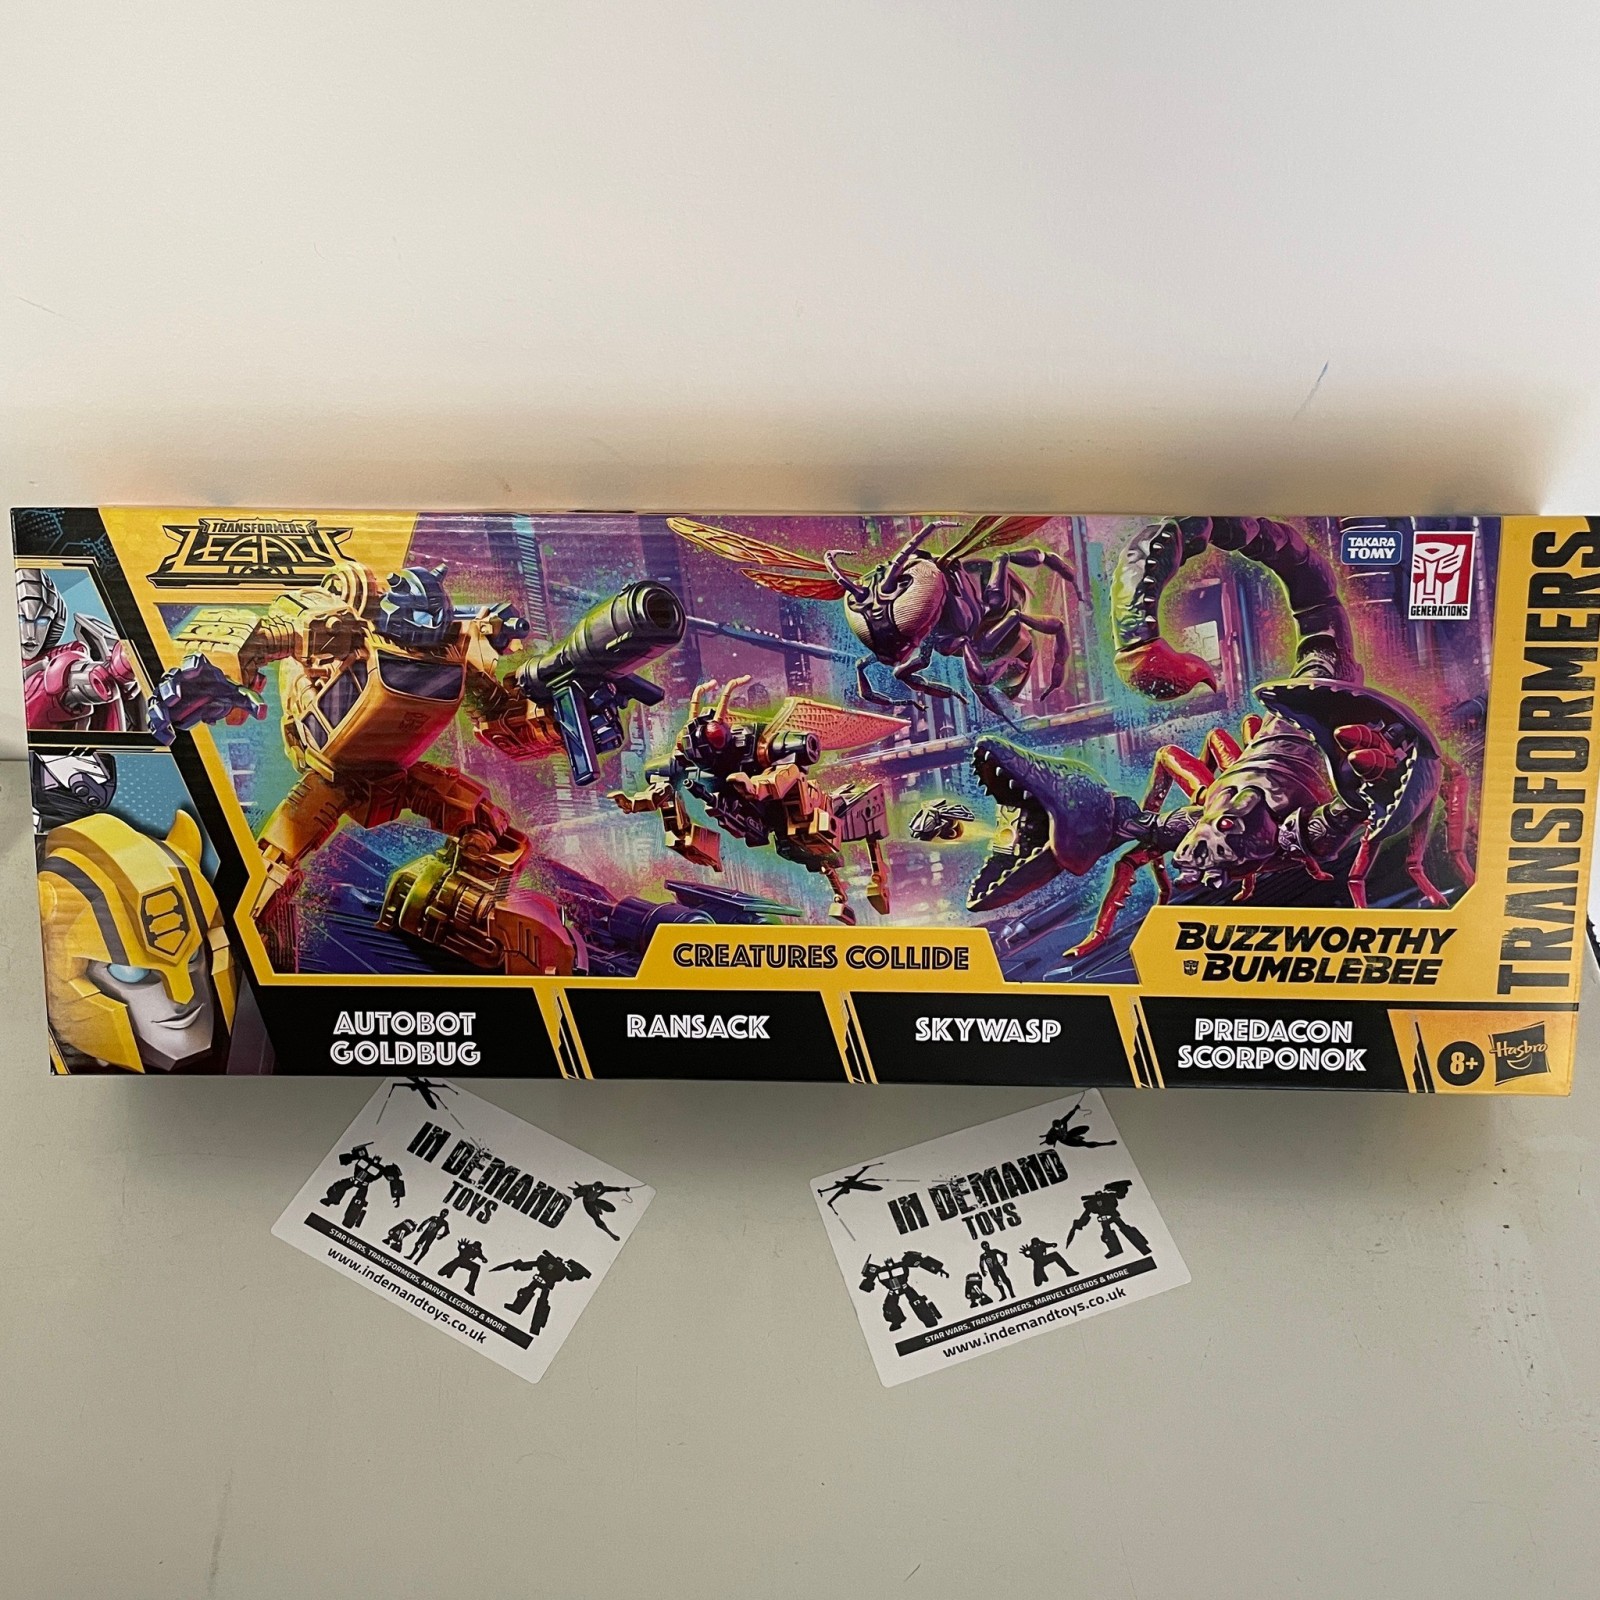 TRANSFORMERS
LEGACY
TAKARA
TOMY
GENERATIONS
TRANSFORMERS
CREATURES COLLIDE
BUZZWORTHY
BUMBLEBEE
AUTOBOT
GOLDBUG
RANSACK
SKYWASP
PREDACON
SCORPONOK
8+
Hasbro
IN DEMAND
TOYS
STAR WARS, TRANSFORMERS, MARVEL LEGENDS & MORE
www.indemandtoys.co.uk
IN DEMAND
TOYS
STAR WARS, TRANSFORMERS, MARVEL LEGENDS & MORE
www.indemandtoys.co.uk